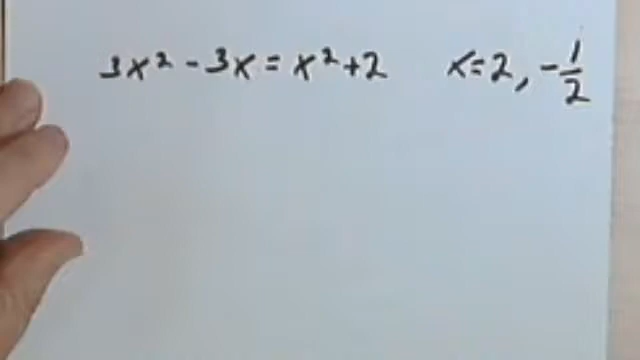 3x² - 3x = x² + 2    x = 2, -1/2